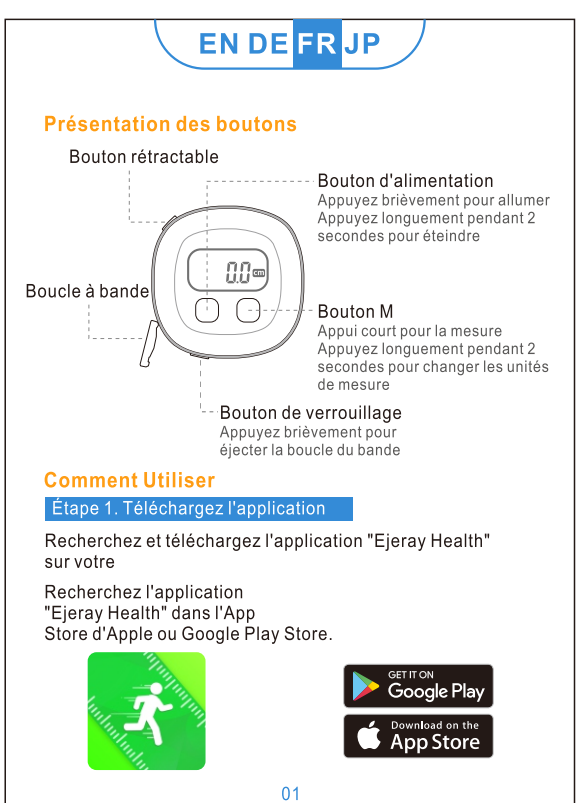 EN DE FR JP
Présentation des boutons
Bouton rétractable
Bouton d'alimentation
Appuyez brièvement pour allumer
Appuyez longuement pendant 2
secondes pour éteindre
0.0 cm
Boucle à bande
Bouton M
Appui court pour la mesure
Appuyez longuement pendant 2
secondes pour changer les unités
de mesure
Bouton de verrouillage
Appuyez brièvement pour
éjecter la boucle du bande
Comment Utiliser
Étape 1. Téléchargez l'application
Recherchez et téléchargez l'application "Ejeray Health"
sur votre
Recherchez l'application
"Ejeray Health" dans l'App
Store d'Apple ou Google Play Store.
GET IT ON
Google Play
Download on the
App Store
01